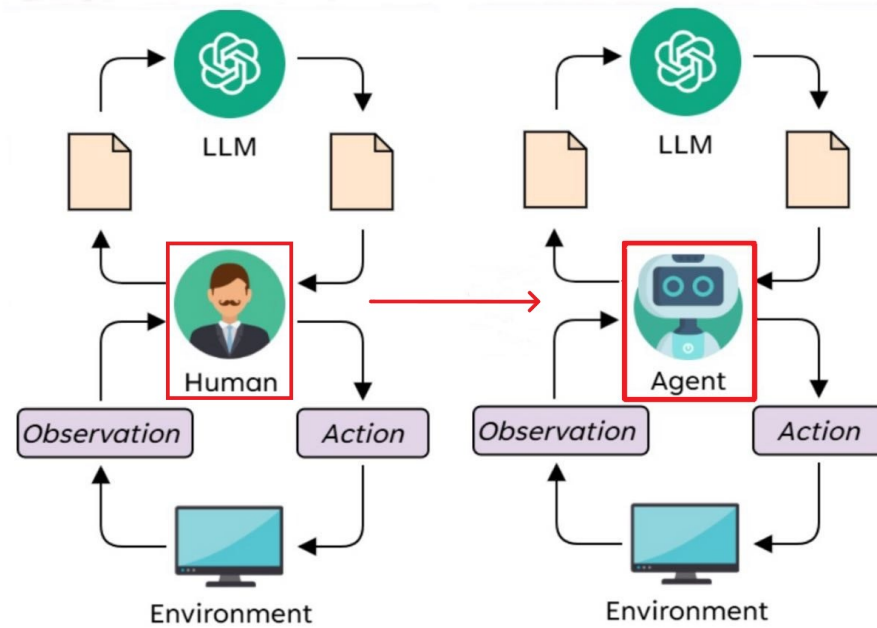 LLM
Human
Observation
Action
Environment
LLM
Agent
Observation
Action
Environment